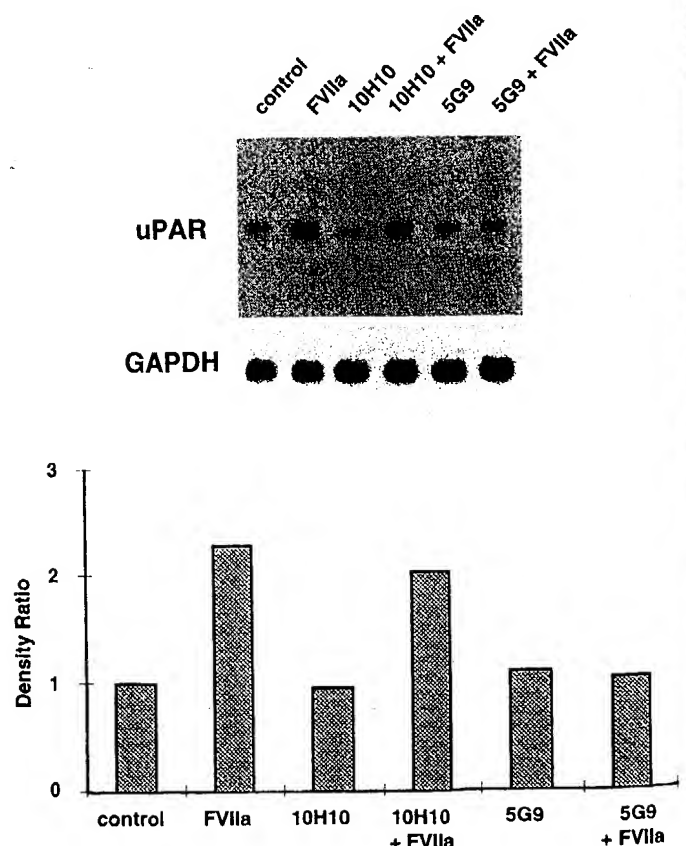 control FVIIa 10H10 10H10 + FVIIa 5G9 5G9 + FVIIa
uPAR
GAPDH
3
2
1
0
Density Ratio
control FVIIa 10H10 10H10 5G9 5G9
+ FVIIa + FVIIa